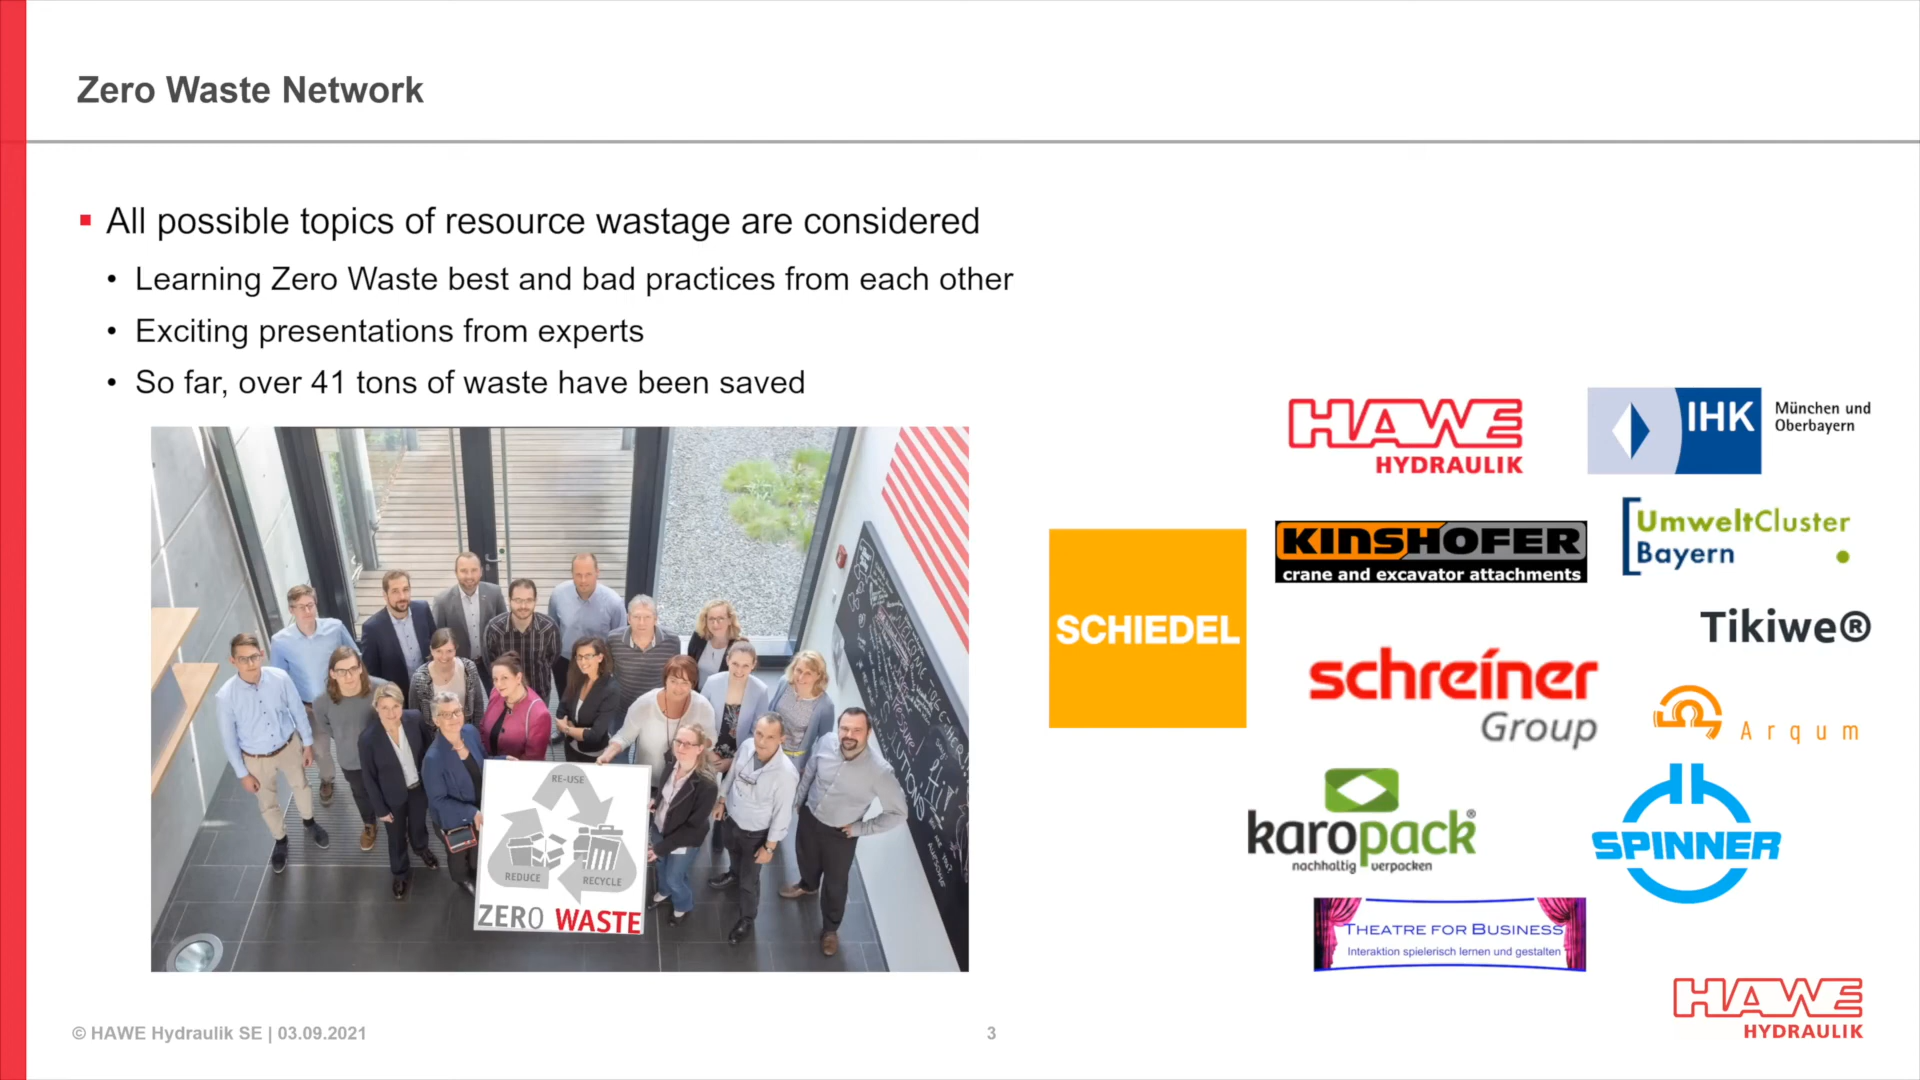 Zero Waste Network
All possible topics of resource wastage are considered
• Learning Zero Waste best and bad practices from each other
• Exciting presentations from experts
• So far, over 41 tons of waste have been saved
RE-USE
REDUCE
RECYCLE
ZERO WASTE
HAWE
HYDRAULIK
IHK
München und
Oberbayern
KINSHOFER
crane and excavator attachments
UmweltCluster
Bayern
SCHIEDEL
Tikiwe®
schreiner
Group
Arqum
karopack®
nachhaltig verpacken
SPINNER
THEATRE FOR BUSINESS
Interaktion spielerisch lernen und gestalten
HAWE
HYDRAULIK
© HAWE Hydraulik SE | 03.09.2021
3